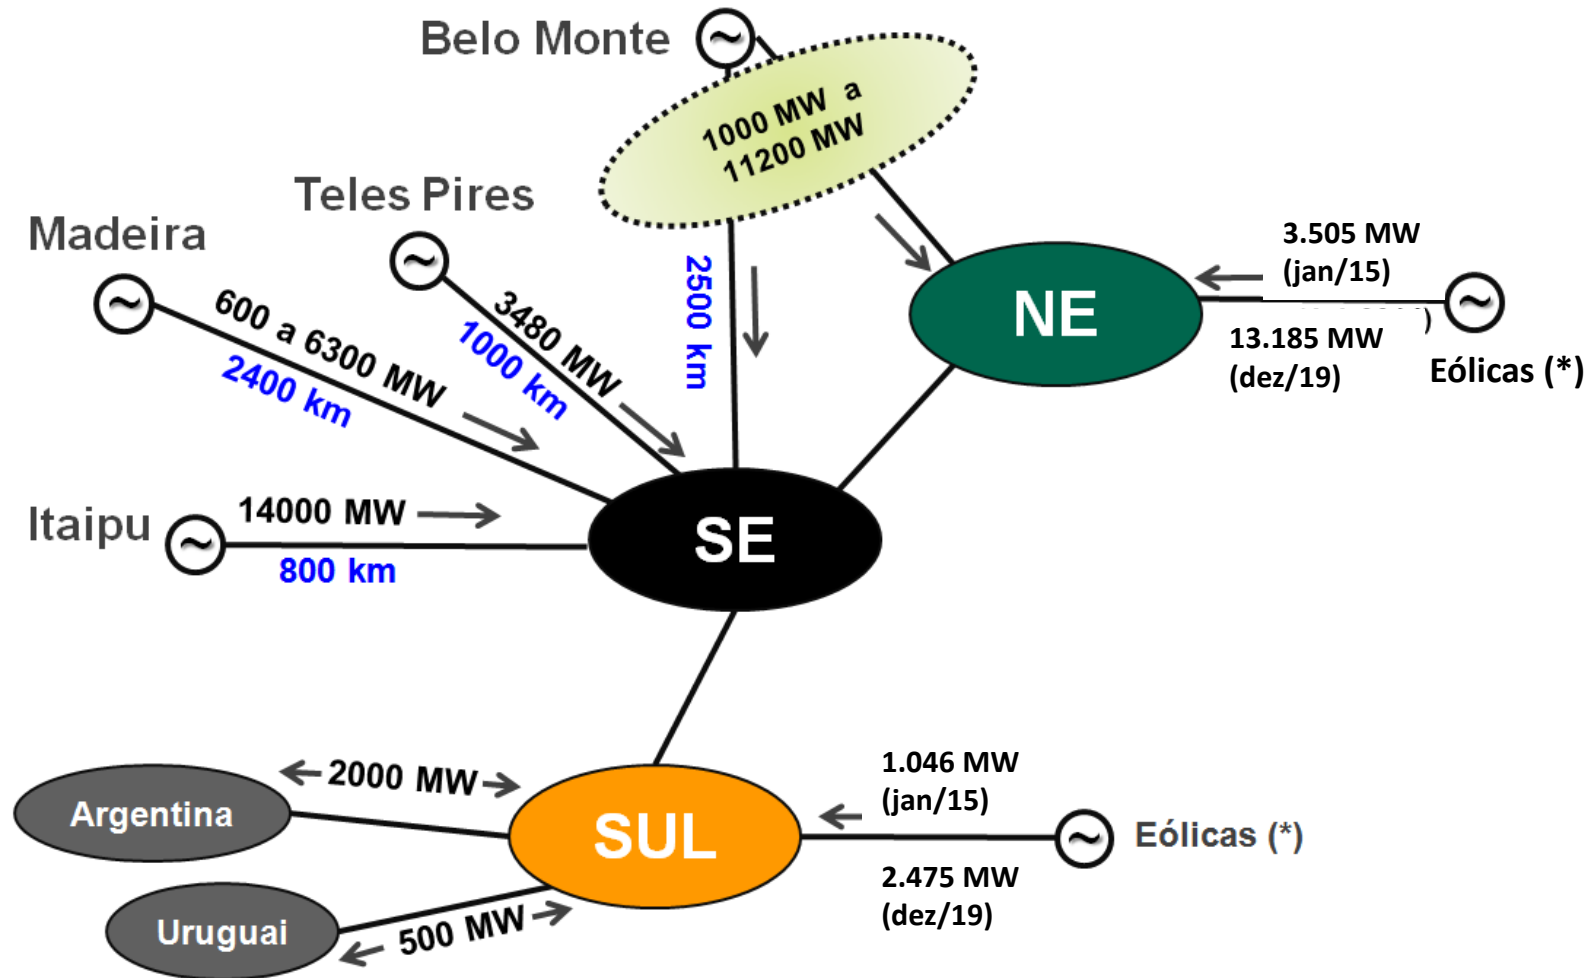 Belo Monte
1000 MW a
11200 MW
Teles Pires
Madeira
3.505 MW
(jan/15)
NE
13.185 MW
(dez/19)
Eólicas (*)
2500 km
3480 MW
1000 km
600 a 6300 MW
2400 km
Itaipu
14000 MW
800 km
SE
2000 MW
Argentina
SUL
1.046 MW
(jan/15)
Eólicas (*)
2.475 MW
(dez/19)
Uruguai
500 MW